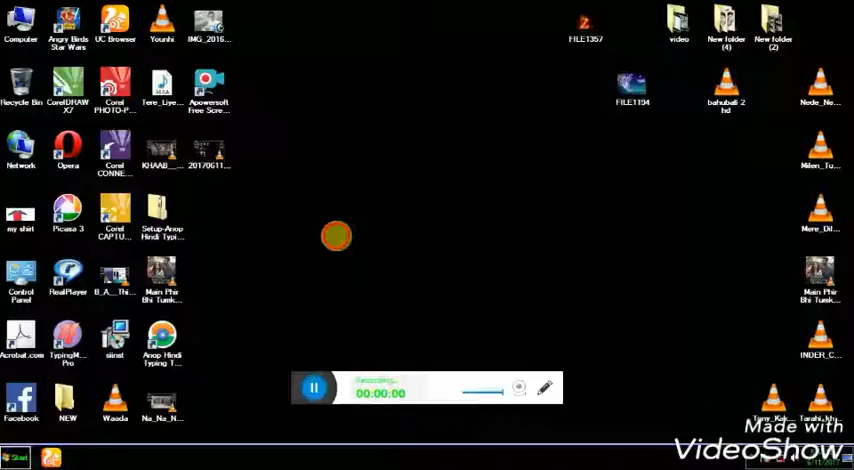 Computer
Angry Birds
Star Wars
UC Browser
Younhi
IMG_2016...
FILE1357
video
New folder
(4)
New folder
(2)
Recycle Bin
CorelDRAW
X7
Corel
PHOTO-P...
Tere_Liye...
Apowersoft
Free Scre...
FILE1194
bahubali 2
hd
Nede_Ne...
Network
Opera
Corel
CONNE...
KHAAB__...
20170611...
Milen_Tu...
my shirt
Picasa 3
Corel
CAPTU...
Setup-Anop
Hindi Typi...
Mere_Dil...
Control
Panel
RealPlayer
B_A__Thi...
Main Phir
Bhi Tumk...
Main Phir
Bhi Tumk...
Acrobat.com
TypingM...
Pro
siinst
Anop Hindi
Typing T...
INDER_C...
Recording...
00:00:00
Facebook
NEW
Waada
Na_Na_N...
Made with
VideoShow
Start